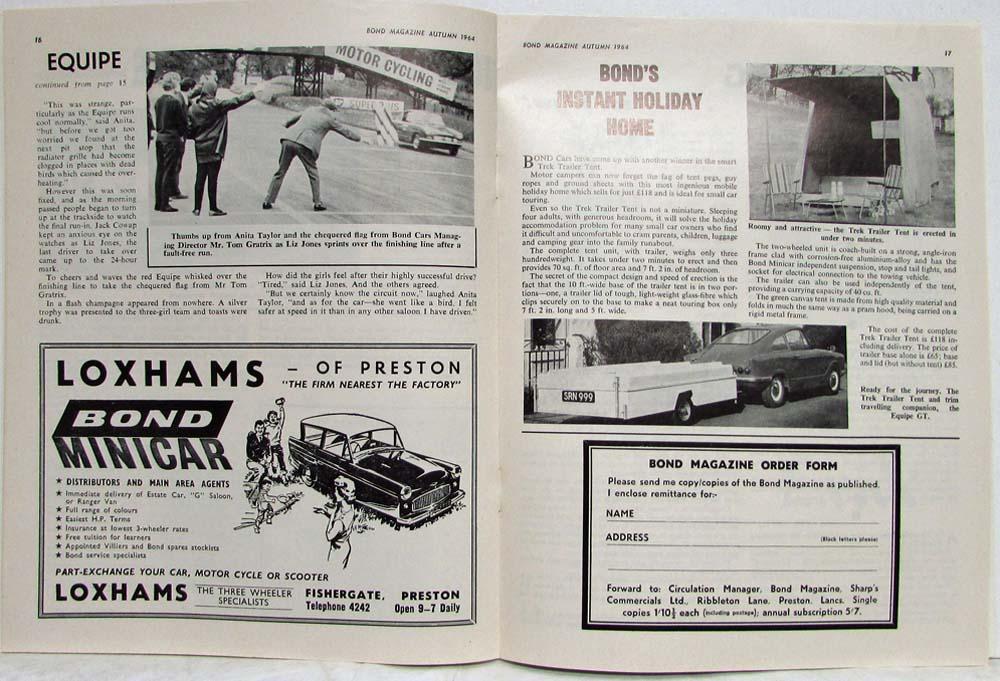 16
BOND MAGAZINE AUTUMN 1964
EQUIPE
continued from page 15
"This was strange, par-
ticularly as the Equipe runs
cool normally," said Anita,
"but before we got too
worried we found at the
next pit stop that the
radiator grille had become
clogged in places with dead
birds which caused the over-
heating."
However this was soon
fixed, and as the morning
passed people began to turn
up at the trackside to watch
the final run-in. Jack Cowap
kept an anxious eye on the
watches as Liz Jones, the
last driver to take over
came up to the 24-hour
mark.
To cheers and waves the red Equipe whisked over the
finishing line to take the chequered flag from Mr. Tom
Gratrix.
In a flash champagne appeared from nowhere. A silver
trophy was presented to the three-girl team and toasts were
drunk.
MOTOR CYCLING
Thumbs up from Anita Taylor and the chequered flag from Bond Cars Manag-
ing Director Mr. Tom Gratrix as Liz Jones sprints over the finishing line after a
fault-free run.
How did the girls feel after their highly successful drive?
"Tired," said Liz Jones. And the others agreed.
"But we certainly know the circuit now," laughed Anita
Taylor, "and as for the car—she went like a bird. I felt
safer at speed in it than in any other saloon I have driven."
LOXHAMS – OF PRESTON
"THE FIRM NEAREST THE FACTORY"
BOND
MINICAR
★ DISTRIBUTORS AND MAIN AREA AGENTS
★ Immediate delivery of Estate Car, "G" Saloon,
or Ranger Van
★ Full range of colours
★ Easiest H.P. Terms
★ Insurance at lowest 3-wheeler rates
★ Free tuition for learners
★ Appointed Villiers and Bond spares stockists
★ Bond service specialists
PART-EXCHANGE YOUR CAR, MOTOR CYCLE OR SCOOTER
LOXHAMS THE THREE WHEELER SPECIALISTS
FISHERGATE, PRESTON
Telephone 4242 Open 9–7 Daily
BOND MAGAZINE AUTUMN 1964
17
BOND'S
INSTANT HOLIDAY
HOME
BOND Cars have come up with another winner in the smart
Trek Trailer Tent.
Motor campers can now forget the fag of tent pegs, guy
ropes and ground sheets with this most ingenious mobile
holiday home which sells for just £118 and is ideal for small car
touring.
Even so the Trek Trailer Tent is not a miniature. Sleeping
four adults, with generous headroom, it will solve the holiday
accommodation problem for many small car owners who find
it difficult and uncomfortable to cram parents, children, luggage
and camping gear into the family runabout.
The complete tent unit, with trailer, weighs only three
hundredweight. It takes under two minutes to erect and then
provides 70 sq. ft. of floor area and 7 ft. 2 in. of headroom.
The secret of the compact design and speed of erection is the
fact that the 10 ft.-wide base of the trailer tent is in two por-
tions—one, a trailer lid of tough, light-weight glass-fibre which
clips securely on to the base to make a neat touring box only
7 ft. 2 in. long and 5 ft. wide.
Roomy and attractive — the Trek Trailer Tent is erected in
under two minutes.
The two-wheeled unit is coach-built on a strong, angle-iron
frame clad with corrosion-free aluminium-alloy and has the
Bond Minicar independent suspension, stop and tail lights, and
socket for electrical connection to the towing vehicle.
The trailer can also be used independently of the tent,
providing a carrying capacity of 40 cu. ft.
The green canvas tent is made from high quality material and
folds in much the same way as a pram hood, being carried on a
rigid metal frame.
The cost of the complete
Trek Trailer Tent is £118 in-
cluding delivery. The price of
trailer base alone is £65; base
and lid (but without tent) £85.
SRN 999
Ready for the journey. The
Trek Trailer Tent and trim
travelling companion, the
Equipe GT.
BOND MAGAZINE ORDER FORM
Please send me copy/copies of the Bond Magazine as published.
I enclose remittance for:-
NAME
ADDRESS (Block letters please)
Forward to: Circulation Manager, Bond Magazine, Sharp's
Commercials Ltd., Ribbleton Lane, Preston, Lancs. Single
copies 1'10½ each (including postage); annual subscription 5'7.